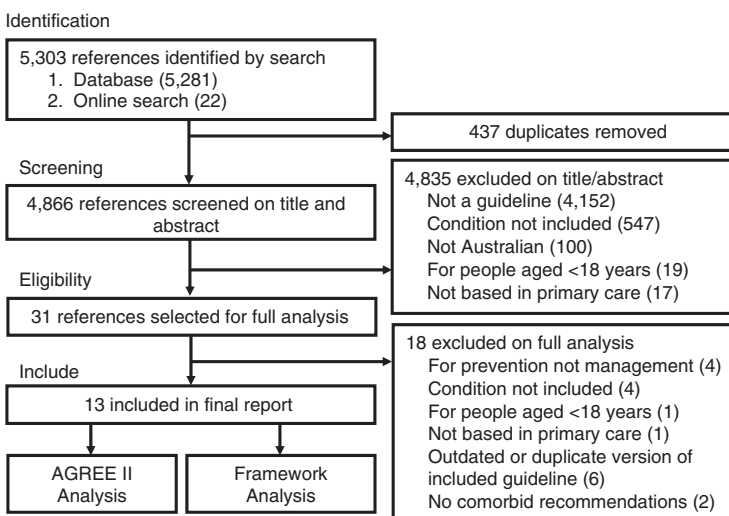 Identification
5,303 references identified by search
1. Database (5,281)
2. Online search (22)
437 duplicates removed
Screening
4,866 references screened on title and
abstract
4,835 excluded on title/abstract
Not a guideline (4,152)
Condition not included (547)
Not Australian (100)
For people aged <18 years (19)
Not based in primary care (17)
Eligibility
31 references selected for full analysis
18 excluded on full analysis
For prevention not management (4)
Condition not included (4)
For people aged <18 years (1)
Not based in primary care (1)
Outdated or duplicate version of
included guideline (6)
No comorbid recommendations (2)
Include
13 included in final report
AGREE II
Analysis
Framework
Analysis